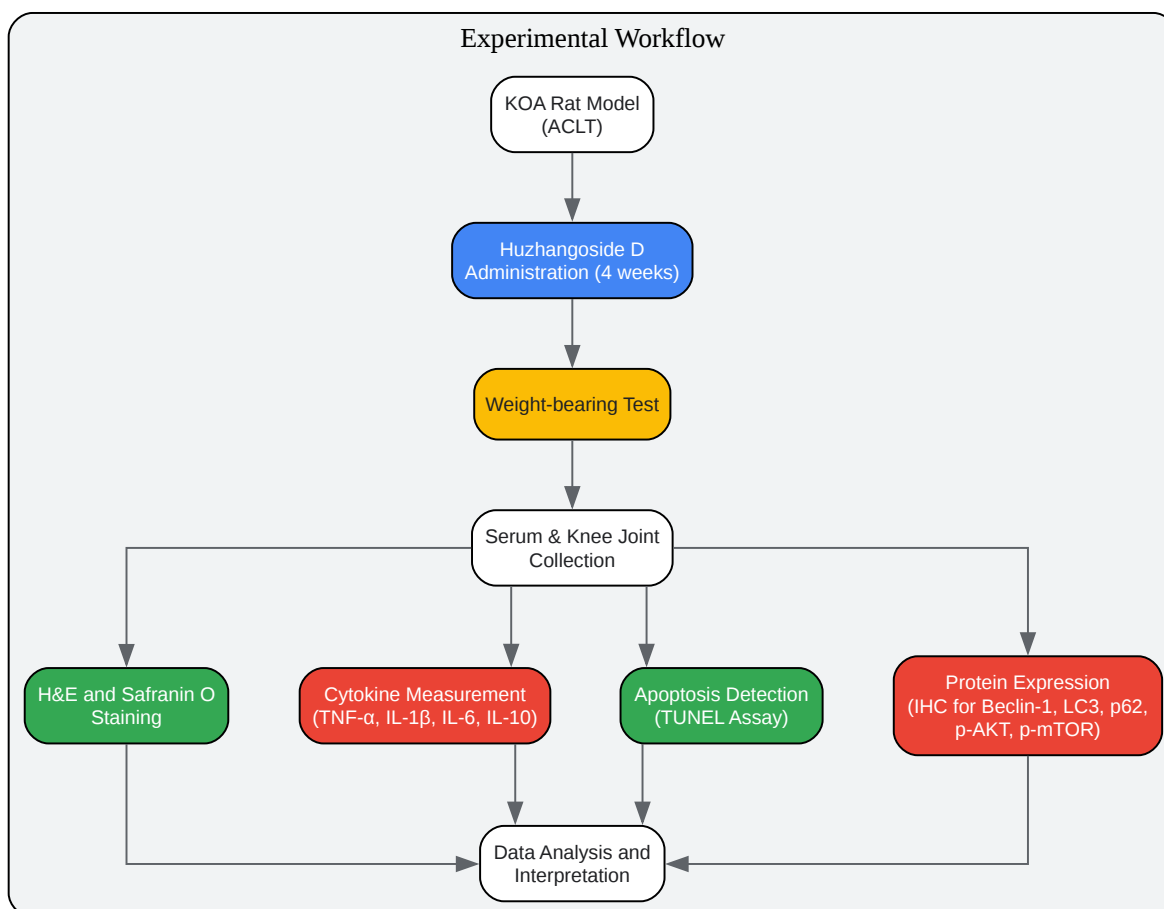 Experimental Workflow
KOA Rat Model
(ACLT)
Huzhangoside D
Administration (4 weeks)
Weight-bearing Test
Serum & Knee Joint
Collection
H&E and Safranin O
Staining
Cytokine Measurement
(TNF-α, IL-1β, IL-6, IL-10)
Apoptosis Detection
(TUNEL Assay)
Protein Expression
(IHC for Beclin-1, LC3, p62,
p-AKT, p-mTOR)
Data Analysis and
Interpretation